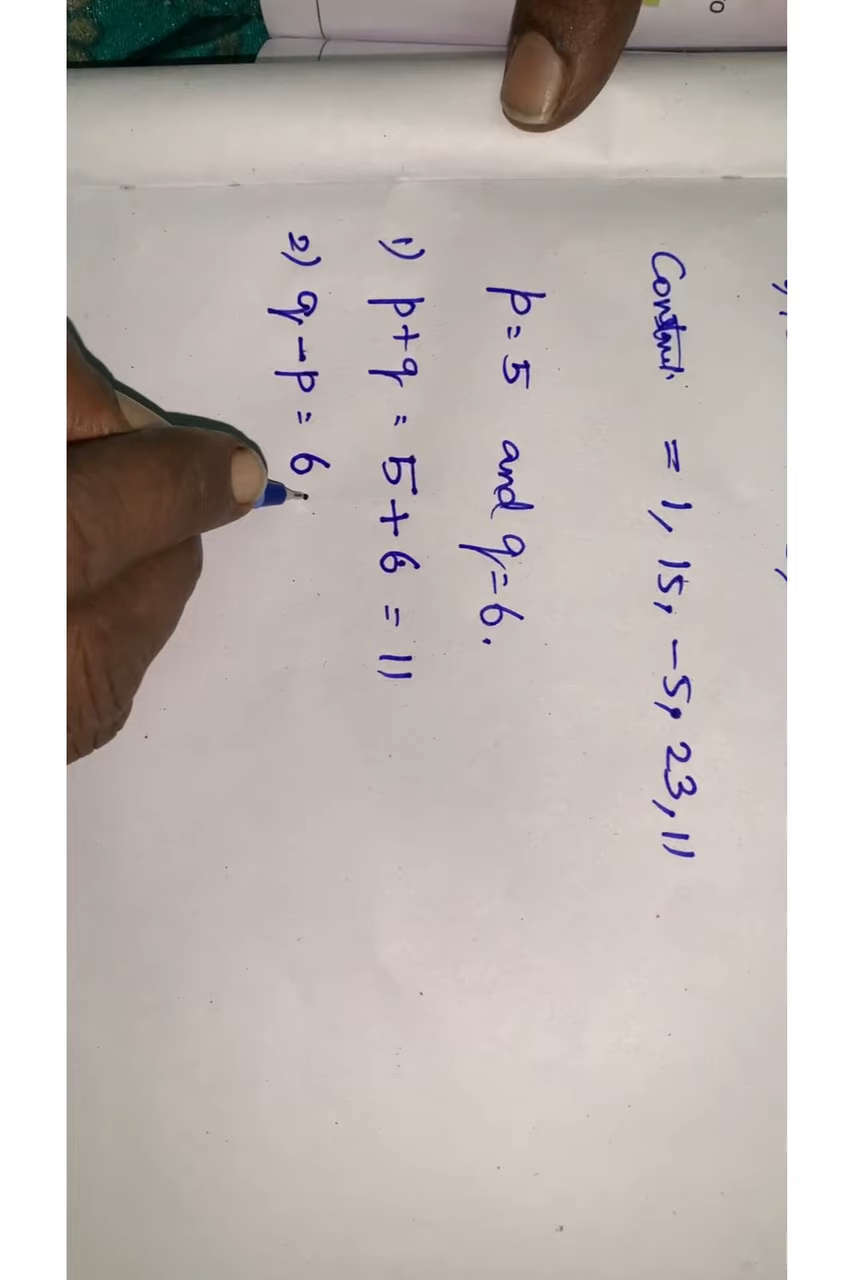 Constant = 1, 15, -5, 23, 11
p = 5 and q = 6.
1) p + q = 5 + 6 = 11
2) q - p = 6